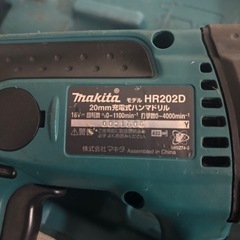 makita モデル HR202D
20mm充電式ハンマドリル
18V⎓ 回転数 0-1100min⁻¹ 打撃数 0-4000min⁻¹
Y
株式会社マキタ
Assembled in China